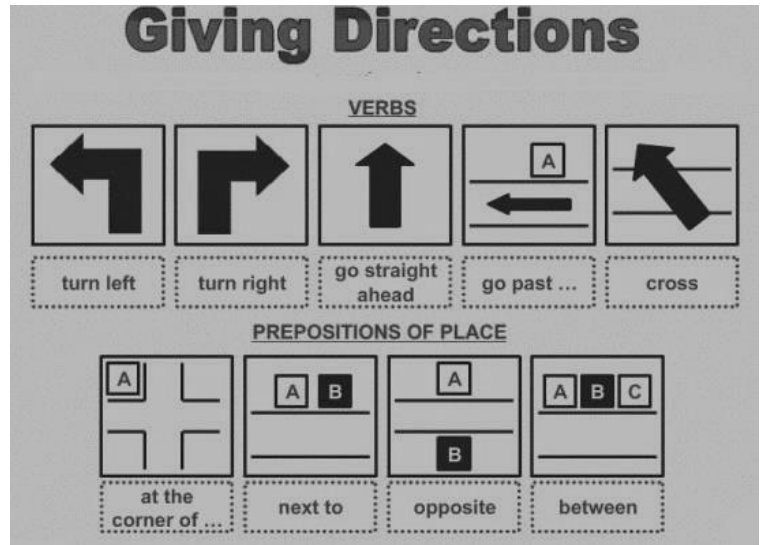 Giving Directions
VERBS
A
turn left
turn right
go straight
ahead
go past ...
cross
PREPOSITIONS OF PLACE
A
A B
A
B
A B C
at the
corner of ...
next to
opposite
between